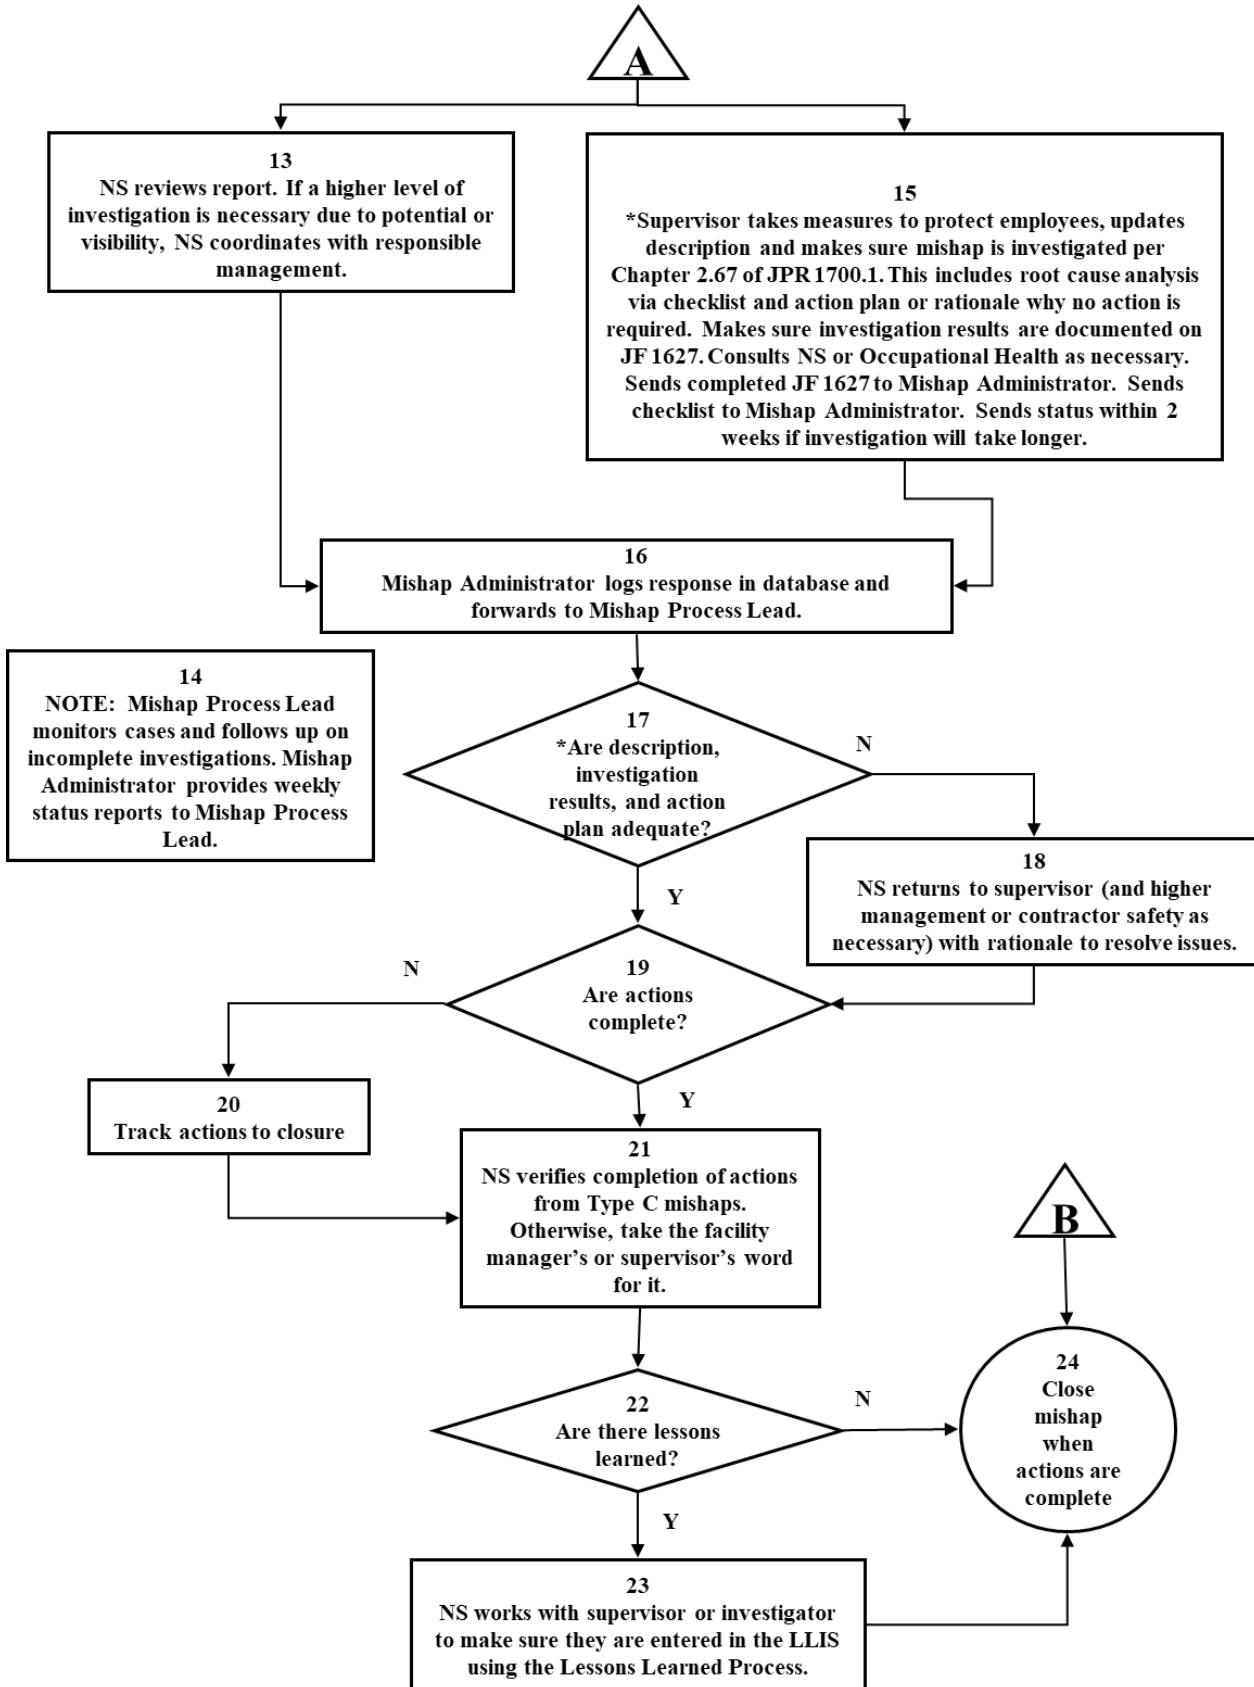 A
13
NS reviews report. If a higher level of
investigation is necessary due to potential or
visibility, NS coordinates with responsible
management.
15
*Supervisor takes measures to protect employees, updates
description and makes sure mishap is investigated per
Chapter 2.67 of JPR 1700.1. This includes root cause analysis
via checklist and action plan or rationale why no action is
required. Makes sure investigation results are documented on
JF 1627. Consults NS or Occupational Health as necessary.
Sends completed JF 1627 to Mishap Administrator. Sends
checklist to Mishap Administrator. Sends status within 2
weeks if investigation will take longer.
16
Mishap Administrator logs response in database and
forwards to Mishap Process Lead.
14
NOTE: Mishap Process Lead
monitors cases and follows up on
incomplete investigations. Mishap
Administrator provides weekly
status reports to Mishap Process
Lead.
17
*Are description,
investigation
results, and action
plan adequate?
N
Y
18
NS returns to supervisor (and higher
management or contractor safety as
necessary) with rationale to resolve issues.
19
Are actions
complete?
N
Y
20
Track actions to closure
21
NS verifies completion of actions
from Type C mishaps.
Otherwise, take the facility
manager’s or supervisor’s word
for it.
B
22
Are there lessons
learned?
N
Y
24
Close
mishap
when
actions are
complete
23
NS works with supervisor or investigator
to make sure they are entered in the LLIS
using the Lessons Learned Process.